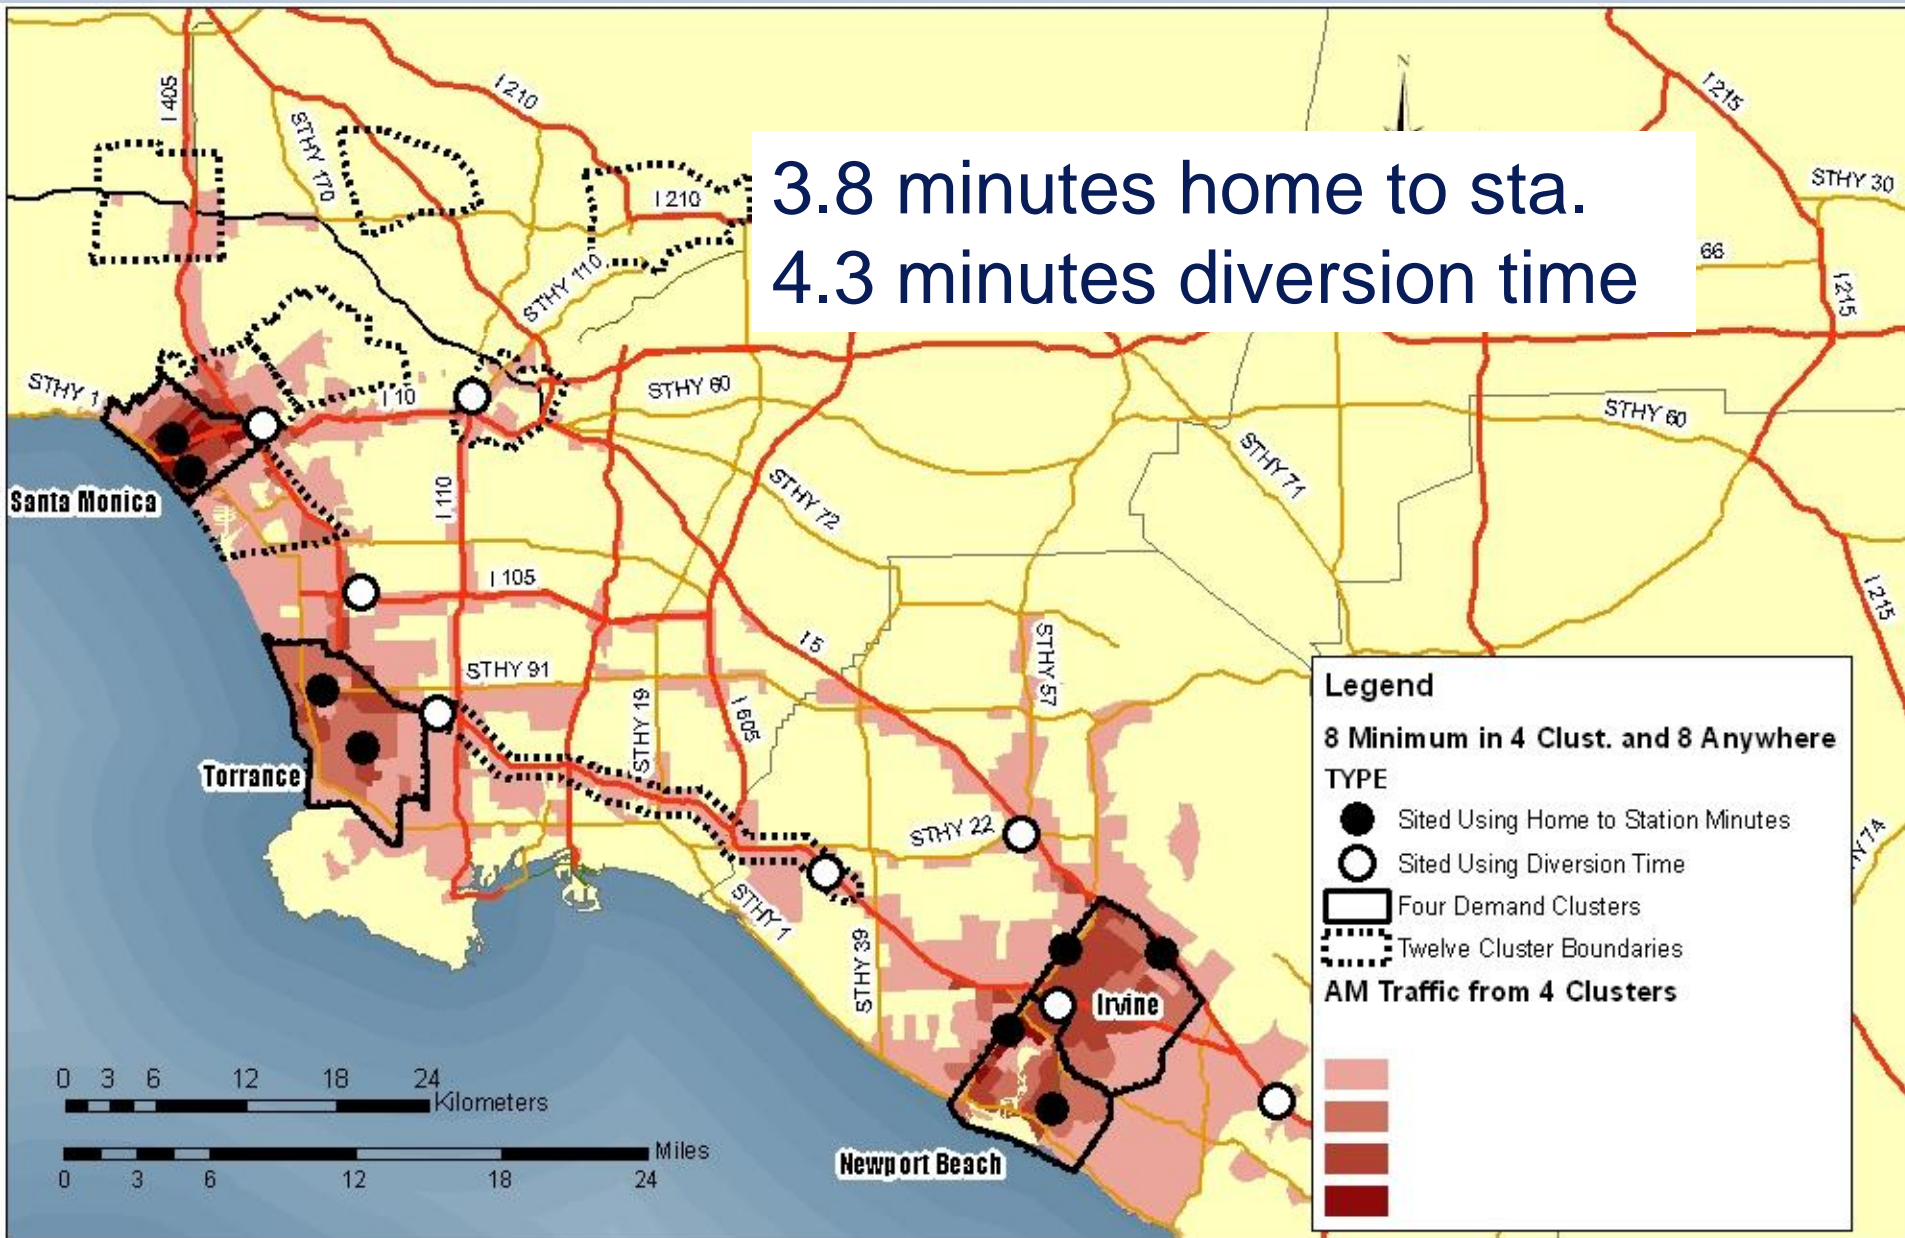 N
I 405
I 210
I 215
STHY 170
3.8 minutes home to sta.
4.3 minutes diversion time
STHY 30
I 210
66
STHY 110
I 215
STHY 1
I 10
STHY 60
STHY 60
STHY 71
STHY 72
Santa Monica
I 110
I 105
I 215
I 5
STHY 57
STHY 91
STHY 19
I 605
Torrance
STHY 22
STHY 1
STHY 39
Irvine
Newport Beach
0 3 6 12 18 24
Kilometers
Miles
0 3 6 12 18 24
Legend
8 Minimum in 4 Clust. and 8 Anywhere
TYPE
Sited Using Home to Station Minutes
Sited Using Diversion Time
Four Demand Clusters
Twelve Cluster Boundaries
AM Traffic from 4 Clusters